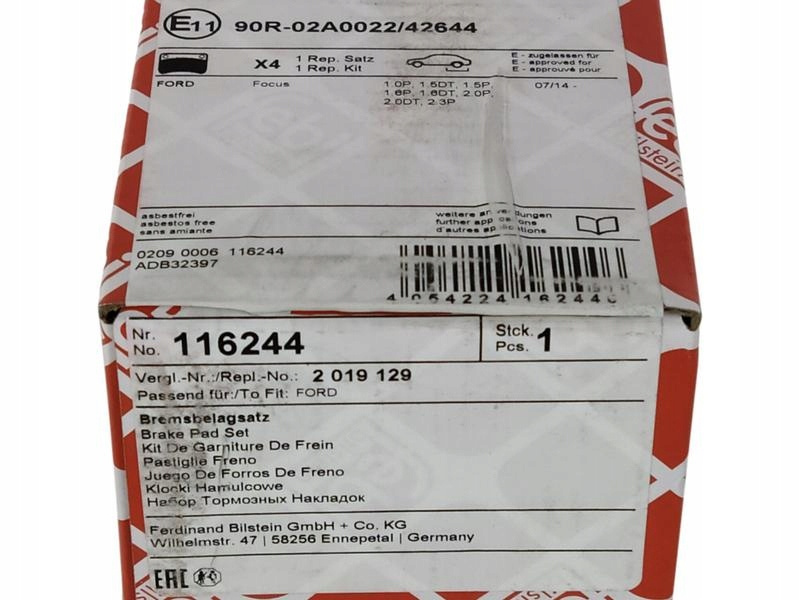 E11 90R-02A0022/42644
X4 1 Rep. Satz
1 Rep. Kit
E - zugelassen für
E - approved for
E - approuvé pour
FORD Focus 1.0P, 1.5DT, 1.5P, 07/14 -
1.6P, 1.6DT, 2.0P,
2.0DT, 2.3P
asbestfrei
asbestos free
sans amiante
weitere
further
d'autres
0209 0006 116244
ADB32397
4 054224 16244
Nr.
No. 116244
Stck.
Pcs. 1
Vergl.-Nr.:/Repl.-No.: 2 019 129
Passend für:/To Fit: FORD
Bremsbelagsatz
Brake Pad Set
Kit De Garniture De Frein
Pastiglie Freno
Juego De Forros De Freno
Klocki Hamulcowe
Набор Тормозных Накладок
Ferdinand Bilstein GmbH + Co. KG
Wilhelmstr. 47 | 58256 Ennepetal | Germany
EAC